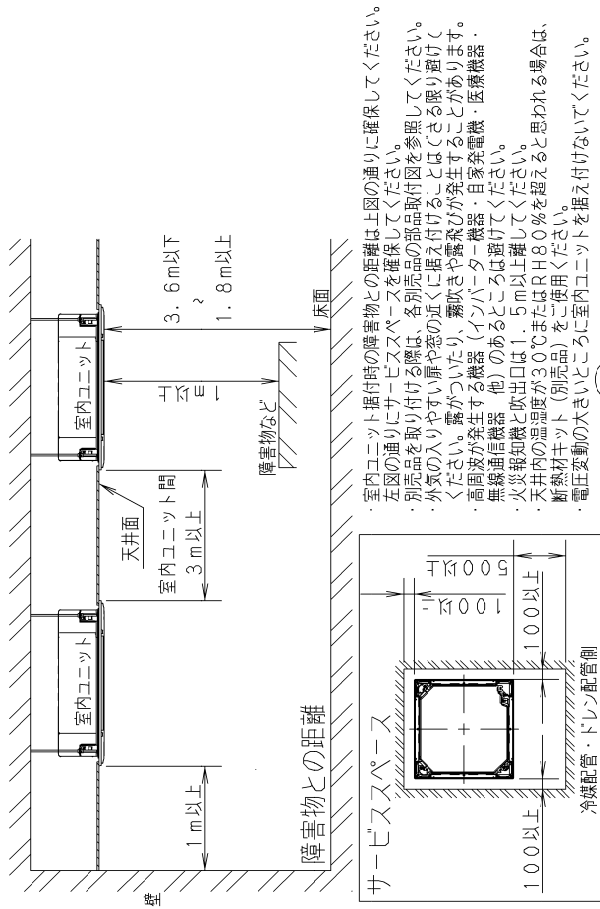 壁
1m以上
室内ユニット
天井面
室内ユニット間
3m以上
室内ユニット
1m以上
障害物など
3.6m以下
~
1.8m以上
床面
障害物との距離
サービススペース
100以上
500以上
100以上
100以上
冷媒配管・ドレン配管側
・室内ユニット据付時の障害物との距離は上図の通りに確保してください。
左図の通りにサービススペースを確保してください。
・別売品を取り付ける際は、各別売品の部品取付図を参照してください。
・外気の入りやすい扉や窓の近くに据え付けることはできる限り避けて
ください。露がついたり、霧吹きや露飛びが発生することがあります。
・高周波が発生する機器(インバーター機器・自家発電機・医療機器・
無線通信機器 他)のあるところは避けてください。
・火災報知機と吹出口は1.5m以上離してください。
・天井内の温湿度が30℃またはRH80%を超えると思われる場合は、
断熱材キット(別売品)をご使用ください。
・電圧変動の大きいところに室内ユニットを据え付けないでください。